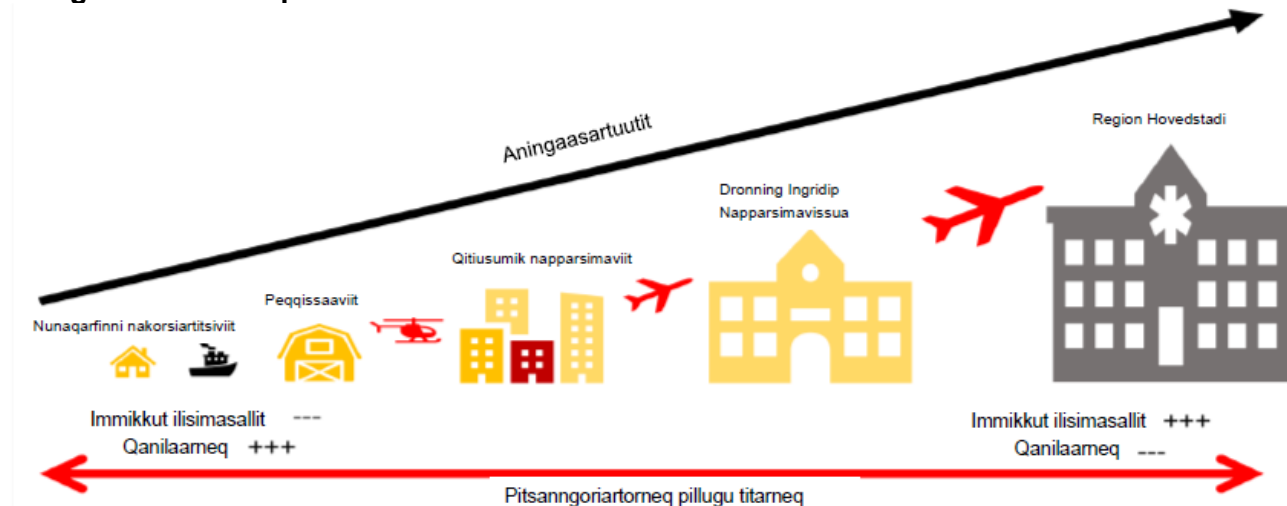 Aningaasartuutit
Region Hovedstadi
Dronning Ingridip
Napparsimavissua
Qitiusumik napparsimaviit
Peqqissaaviit
Nunaqarfinni nakorsiartitsiviit
Immikkut ilisimasallit ---
Qanilaarneq +++
Immikkut ilisimasallit +++
Qanilaarneq ---
Pitsanngoriartorneq pillugu titarneq